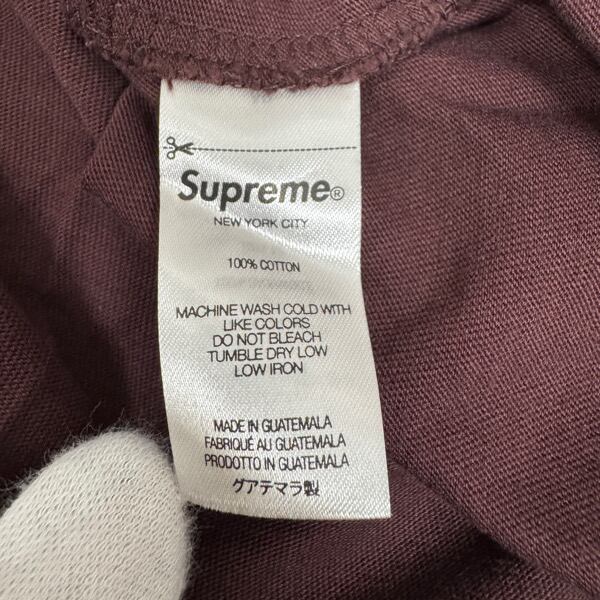 Supreme®
NEW YORK CITY
100% COTTON
MACHINE WASH COLD WITH
LIKE COLORS
DO NOT BLEACH
TUMBLE DRY LOW
LOW IRON
MADE IN GUATEMALA
FABRIQUÉ AU GUATEMALA
PRODOTTO IN GUATEMALA
グアテマラ製